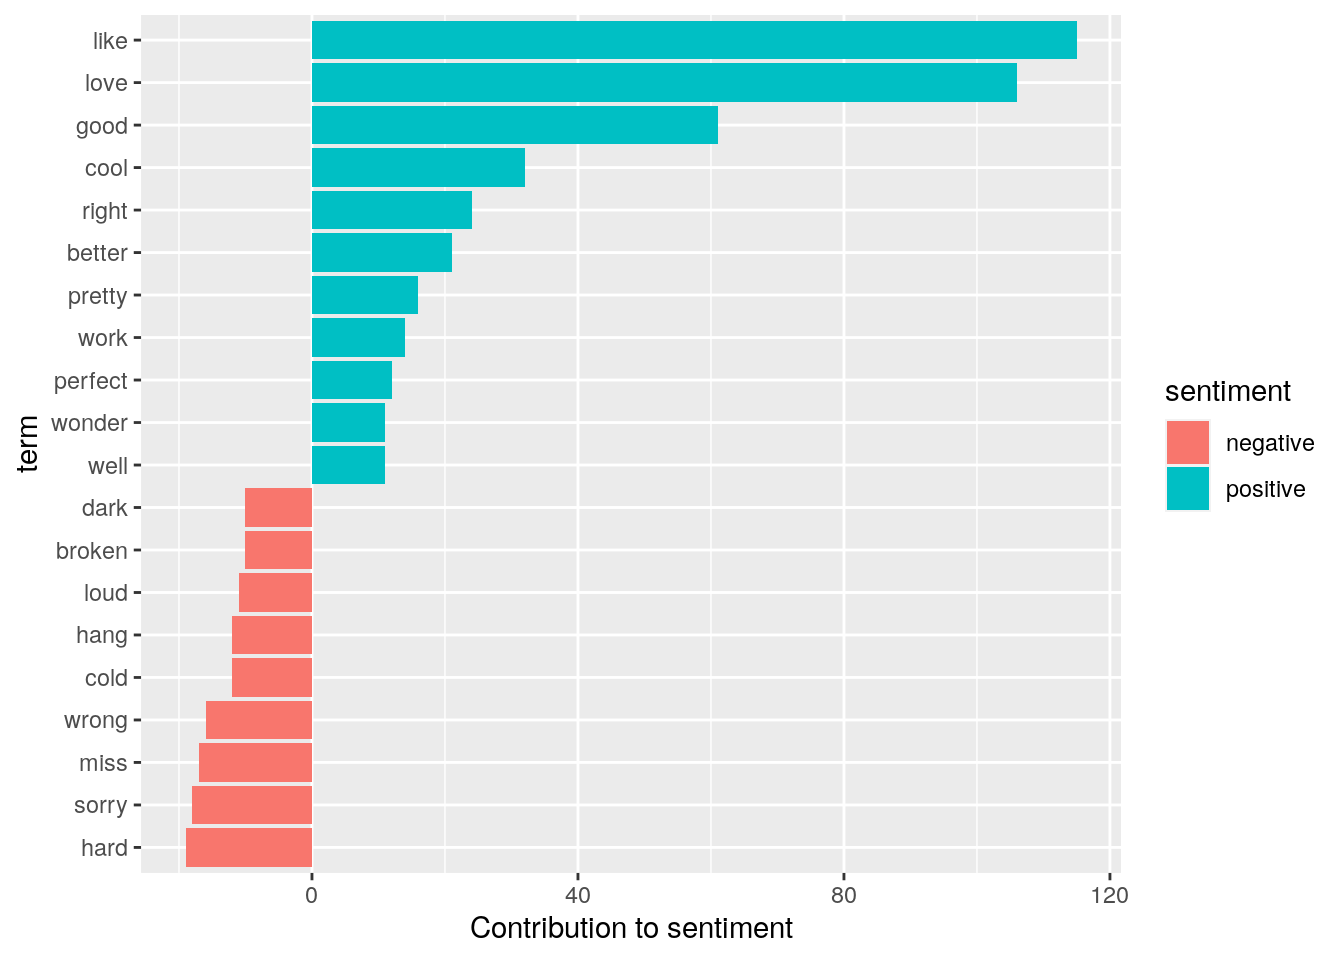 like
love
good
cool
right
better
pretty
work
perfect
wonder
well
dark
broken
loud
hang
cold
wrong
miss
sorry
hard
term
0 40 80 120
Contribution to sentiment
sentiment
negative
positive